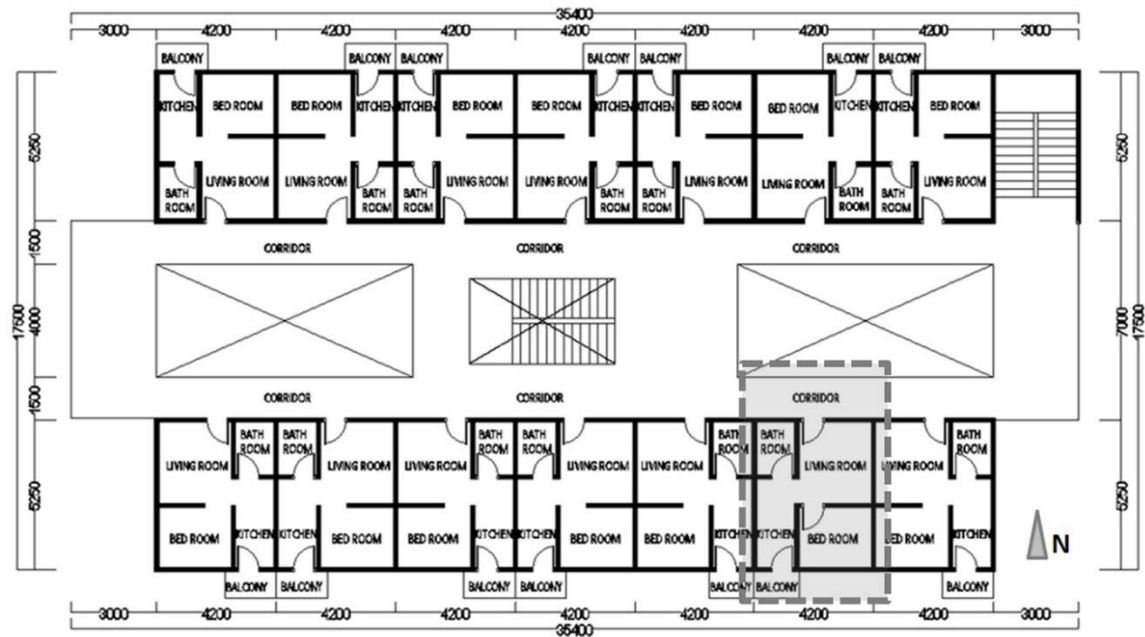 35400
3000 4200 4200 4200 4200 4200 4200 4200 3000
BALCONY BALCONY BALCONY BALCONY BALCONY BALCONY BALCONY
KITCHEN BED ROOM BED ROOM KITCHEN KITCHEN BED ROOM BED ROOM KITCHEN KITCHEN BED ROOM BED ROOM KITCHEN KITCHEN BED ROOM
5250 5250
BATH ROOM LIVING ROOM LIVING ROOM BATH ROOM BATH ROOM LIVING ROOM LIVING ROOM BATH ROOM BATH ROOM LIVING ROOM LIVING ROOM BATH ROOM BATH ROOM LIVING ROOM
1500 CORRIDOR CORRIDOR CORRIDOR
17500 4000 7000 17500
1500 CORRIDOR CORRIDOR CORRIDOR
LIVING ROOM BATH ROOM BATH ROOM LIVING ROOM LIVING ROOM BATH ROOM BATH ROOM LIVING ROOM LIVING ROOM BATH ROOM BATH ROOM LIVING ROOM LIVING ROOM BATH ROOM
5250 5250
BED ROOM KITCHEN KITCHEN BED ROOM BED ROOM KITCHEN KITCHEN BED ROOM BED ROOM KITCHEN KITCHEN BED ROOM BED ROOM KITCHEN
N
BALCONY BALCONY BALCONY BALCONY BALCONY BALCONY BALCONY
3000 4200 4200 4200 4200 4200 4200 4200 3000
35400